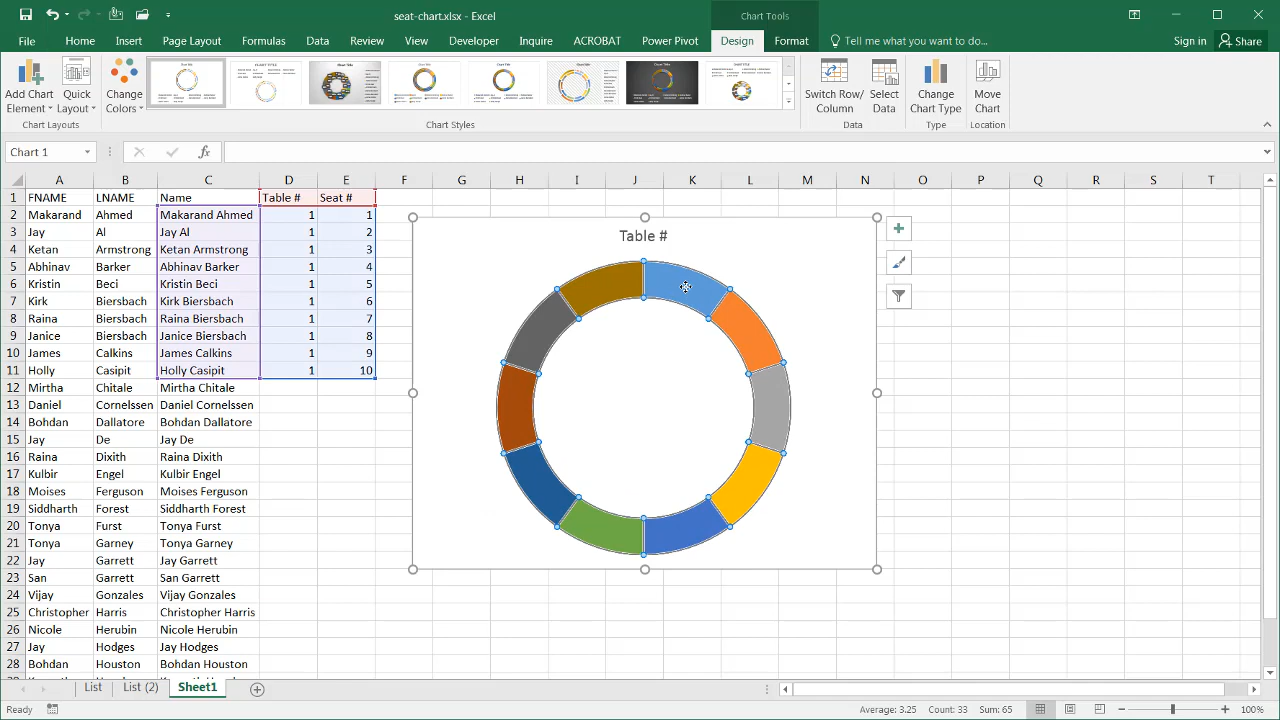 seat-chart.xlsx - Excel
Chart Tools
File Home Insert Page Layout Formulas Data Review View Developer Inquire ACROBAT Power Pivot Design Format Tell me what you want to do... Sign in Share
Add Chart Element
Quick Layout
Change Colors
Switch Row/ Column
Select Data
Change Chart Type
Move Chart
Chart Layouts Chart Styles Data Type Location
Chart 1 fx
A B C D E F G H I J K L M N O P Q R S T
1 FNAME LNAME Name Table # Seat #
2 Makarand Ahmed Makarand Ahmed 1 1
3 Jay Al Jay Al 1 2
4 Ketan Armstrong Ketan Armstrong 1 3
5 Abhinav Barker Abhinav Barker 1 4
6 Kristin Beci Kristin Beci 1 5
7 Kirk Biersbach Kirk Biersbach 1 6
8 Raina Biersbach Raina Biersbach 1 7
9 Janice Biersbach Janice Biersbach 1 8
10 James Calkins James Calkins 1 9
11 Holly Casipit Holly Casipit 1 10
12 Mirtha Chitale Mirtha Chitale
13 Daniel Cornelssen Daniel Cornelssen
14 Bohdan Dallatore Bohdan Dallatore
15 Jay De Jay De
16 Raina Dixith Raina Dixith
17 Kulbir Engel Kulbir Engel
18 Moises Ferguson Moises Ferguson
19 Siddharth Forest Siddharth Forest
20 Tonya Furst Tonya Furst
21 Tonya Garney Tonya Garney
22 Jay Garrett Jay Garrett
23 San Garrett San Garrett
24 Vijay Gonzales Vijay Gonzales
25 Christopher Harris Christopher Harris
26 Nicole Herubin Nicole Herubin
27 Jay Hodges Jay Hodges
28 Bohdan Houston Bohdan Houston
Table #
List List (2) Sheet1
Ready Average: 3.25 Count: 33 Sum: 65 100%